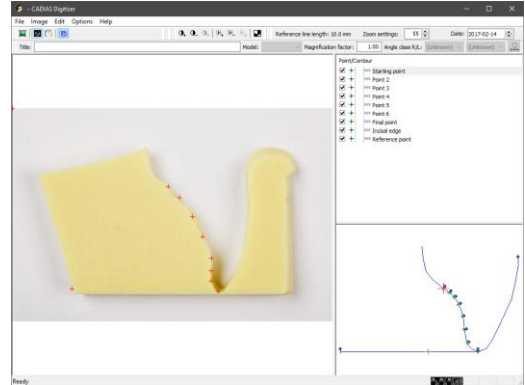 - CADIAS Digitizer
File Image Edit Options Help
Reference line length: 10.0 mm Zoom settings: 55 Date: 2017-02-14
Title: Model: Magnification factor: 1.00 Angle class R/L: (Unknown) (Unknown)
Point/Contour
Starting point
Point 2
Point 3
Point 4
Point 5
Point 6
Final point
Incisal edge
Reference point
Ready